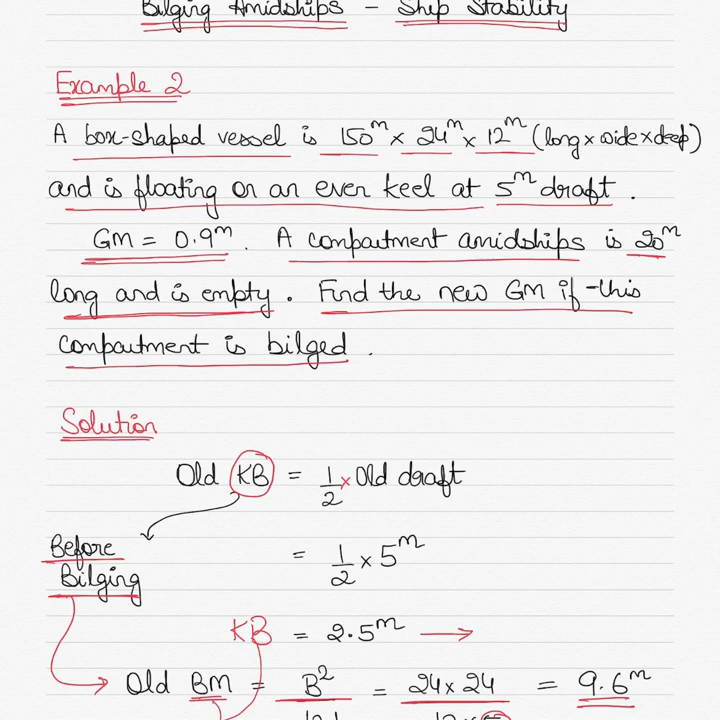 Bilging Amidships - Ship Stability
Example 2
A box-shaped vessel is 150ᵐ × 24ᵐ × 12ᵐ (long × wide × deep)
and is floating on an even keel at 5ᵐ draft.
GM = 0.9ᵐ. A compartment amidships is 20ᵐ
long and is empty. Find the new GM if this
compartment is bilged.
Solution
Old KB = 1/2 × Old draft
Before
Bilging
= 1/2 × 5ᵐ
KB = 2.5ᵐ →
Old BM = B² = 24 × 24 = 9.6ᵐ